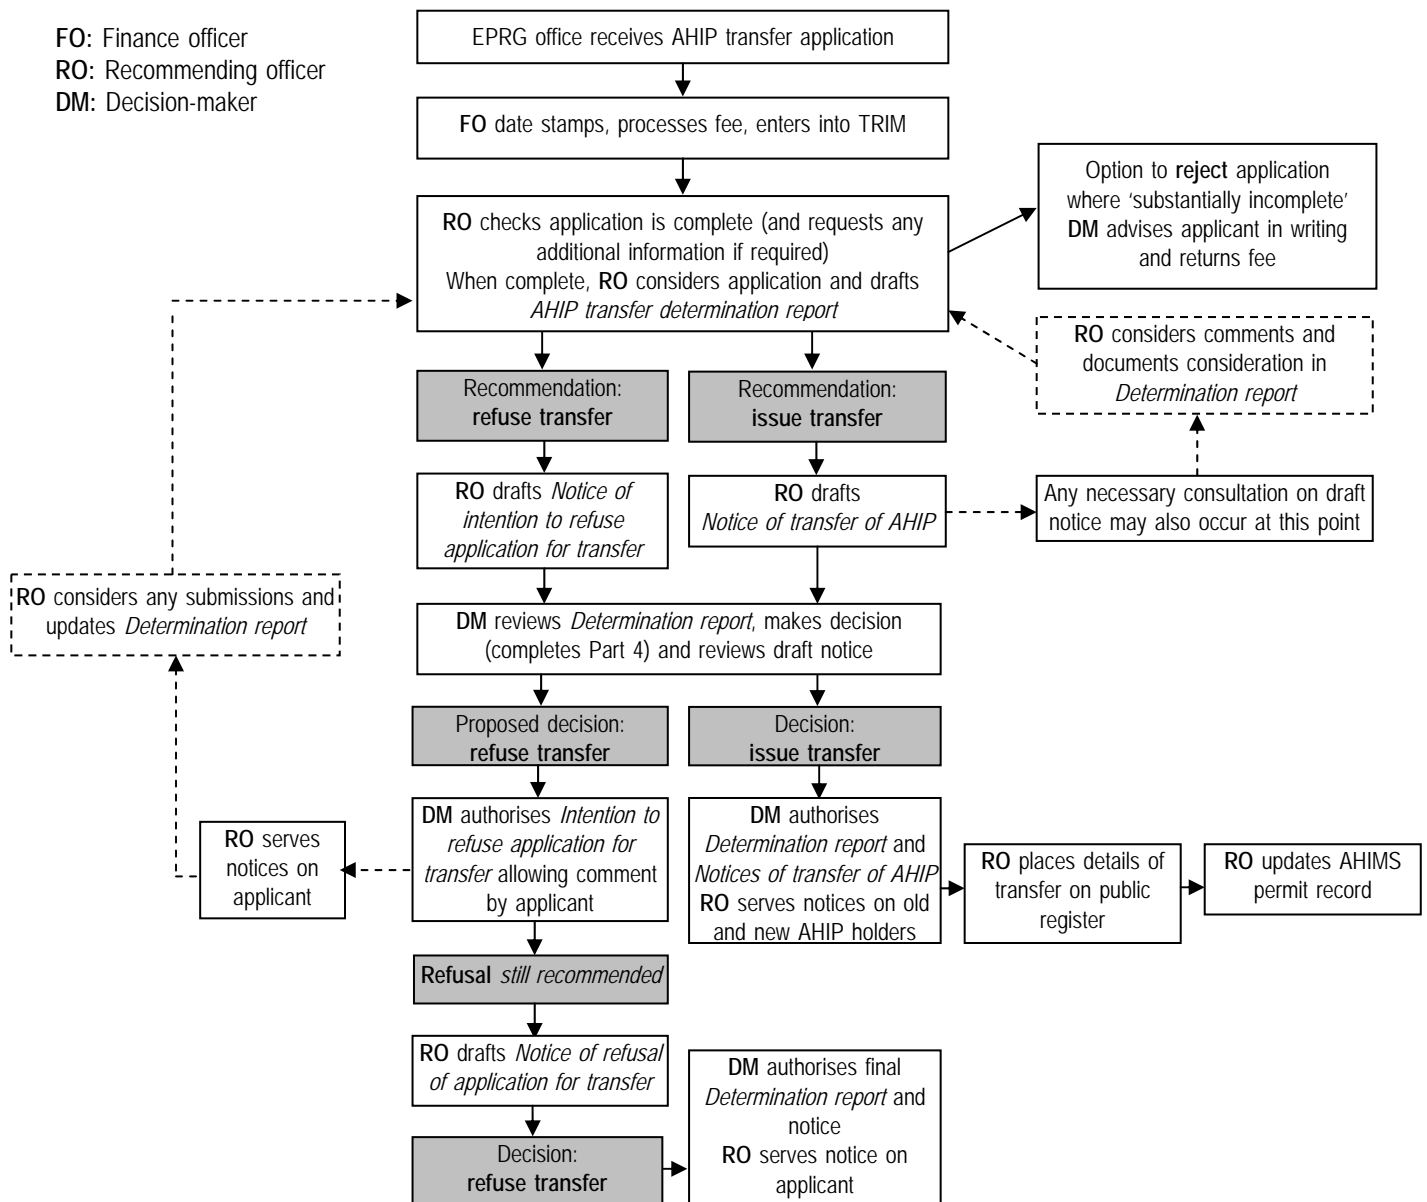 FO: Finance officer
RO: Recommending officer
DM: Decision-maker
EPRG office receives AHIP transfer application
FO date stamps, processes fee, enters into TRIM
Option to reject application
where ‘substantially incomplete’
DM advises applicant in writing
and returns fee
RO checks application is complete (and requests any
additional information if required)
When complete, RO considers application and drafts
AHIP transfer determination report
RO considers comments and
documents consideration in
Determination report
Recommendation:
refuse transfer
Recommendation:
issue transfer
RO drafts Notice of
intention to refuse
application for transfer
RO drafts
Notice of transfer of AHIP
Any necessary consultation on draft
notice may also occur at this point
RO considers any submissions and
updates Determination report
DM reviews Determination report, makes decision
(completes Part 4) and reviews draft notice
Proposed decision:
refuse transfer
Decision:
issue transfer
RO serves
notices on
applicant
DM authorises Intention to
refuse application for
transfer allowing comment
by applicant
DM authorises
Determination report and
Notices of transfer of AHIP
RO serves notices on old
and new AHIP holders
RO places details of
transfer on public
register
RO updates AHIMS
permit record
Refusal still recommended
RO drafts Notice of refusal
of application for transfer
DM authorises final
Determination report and
notice
RO serves notice on
applicant
Decision:
refuse transfer